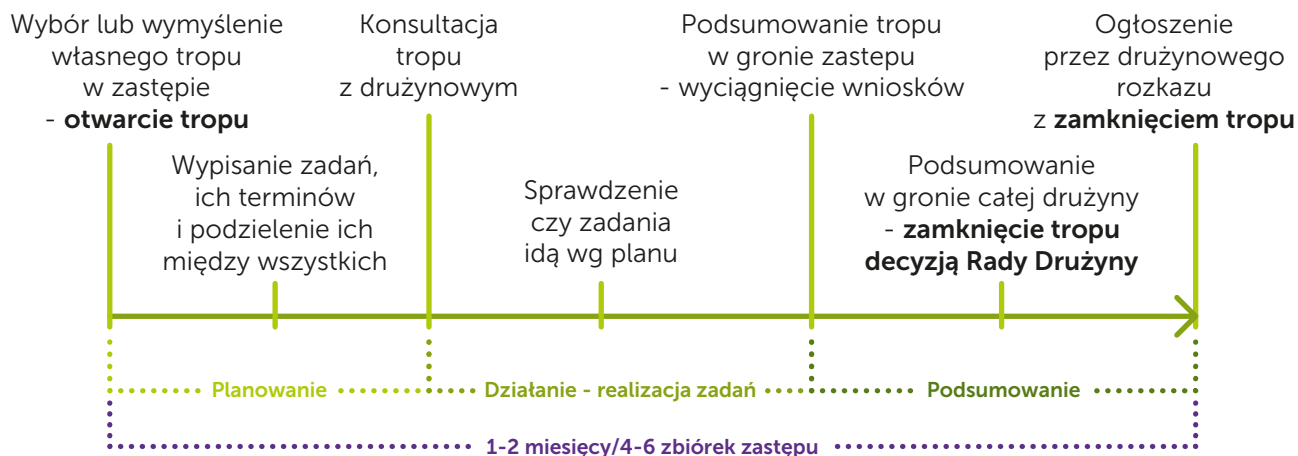 Wybór lub wymyślenie
własnego tropu
w zastępie
- otwarcie tropu
Wypisanie zadań,
ich terminów
i podzielenie ich
między wszystkich
Konsultacja
tropu
z drużynowym
Sprawdzenie
czy zadania
idą wg planu
Podsumowanie tropu
w gronie zastepu
- wyciągnięcie wniosków
Podsumowanie
w gronie całej drużyny
- zamknięcie tropu
decyzją Rady Drużyny
Ogłoszenie
przez drużynowego
rozkazu
z zamknięciem tropu
Planowanie
Działanie - realizacja zadań
Podsumowanie
1-2 miesięcy/4-6 zbiórek zastępu